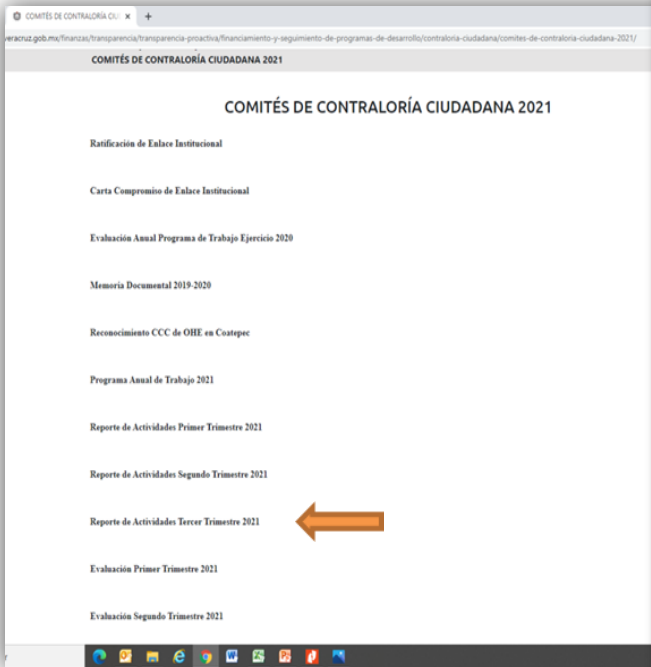 COMITÉS DE CONTRALORÍA CIU
veracruz.gob.mx/finanzas/transparencia/transparencia-proactiva/financiamiento-y-seguimiento-de-programas-de-desarrollo/contraloria-ciudadana/comites-de-contraloria-ciudadana-2021/
COMITÉS DE CONTRALORÍA CIUDADANA 2021
COMITÉS DE CONTRALORÍA CIUDADANA 2021
Ratificación de Enlace Institucional
Carta Compromiso de Enlace Institucional
Evaluación Anual Programa de Trabajo Ejercicio 2020
Memoria Documental 2019-2020
Reconocimiento CCC de OHE en Coatepec
Programa Anual de Trabajo 2021
Reporte de Actividades Primer Trimestre 2021
Reporte de Actividades Segundo Trimestre 2021
Reporte de Actividades Tercer Trimestre 2021
Evaluación Primer Trimestre 2021
Evaluación Segundo Trimestre 2021